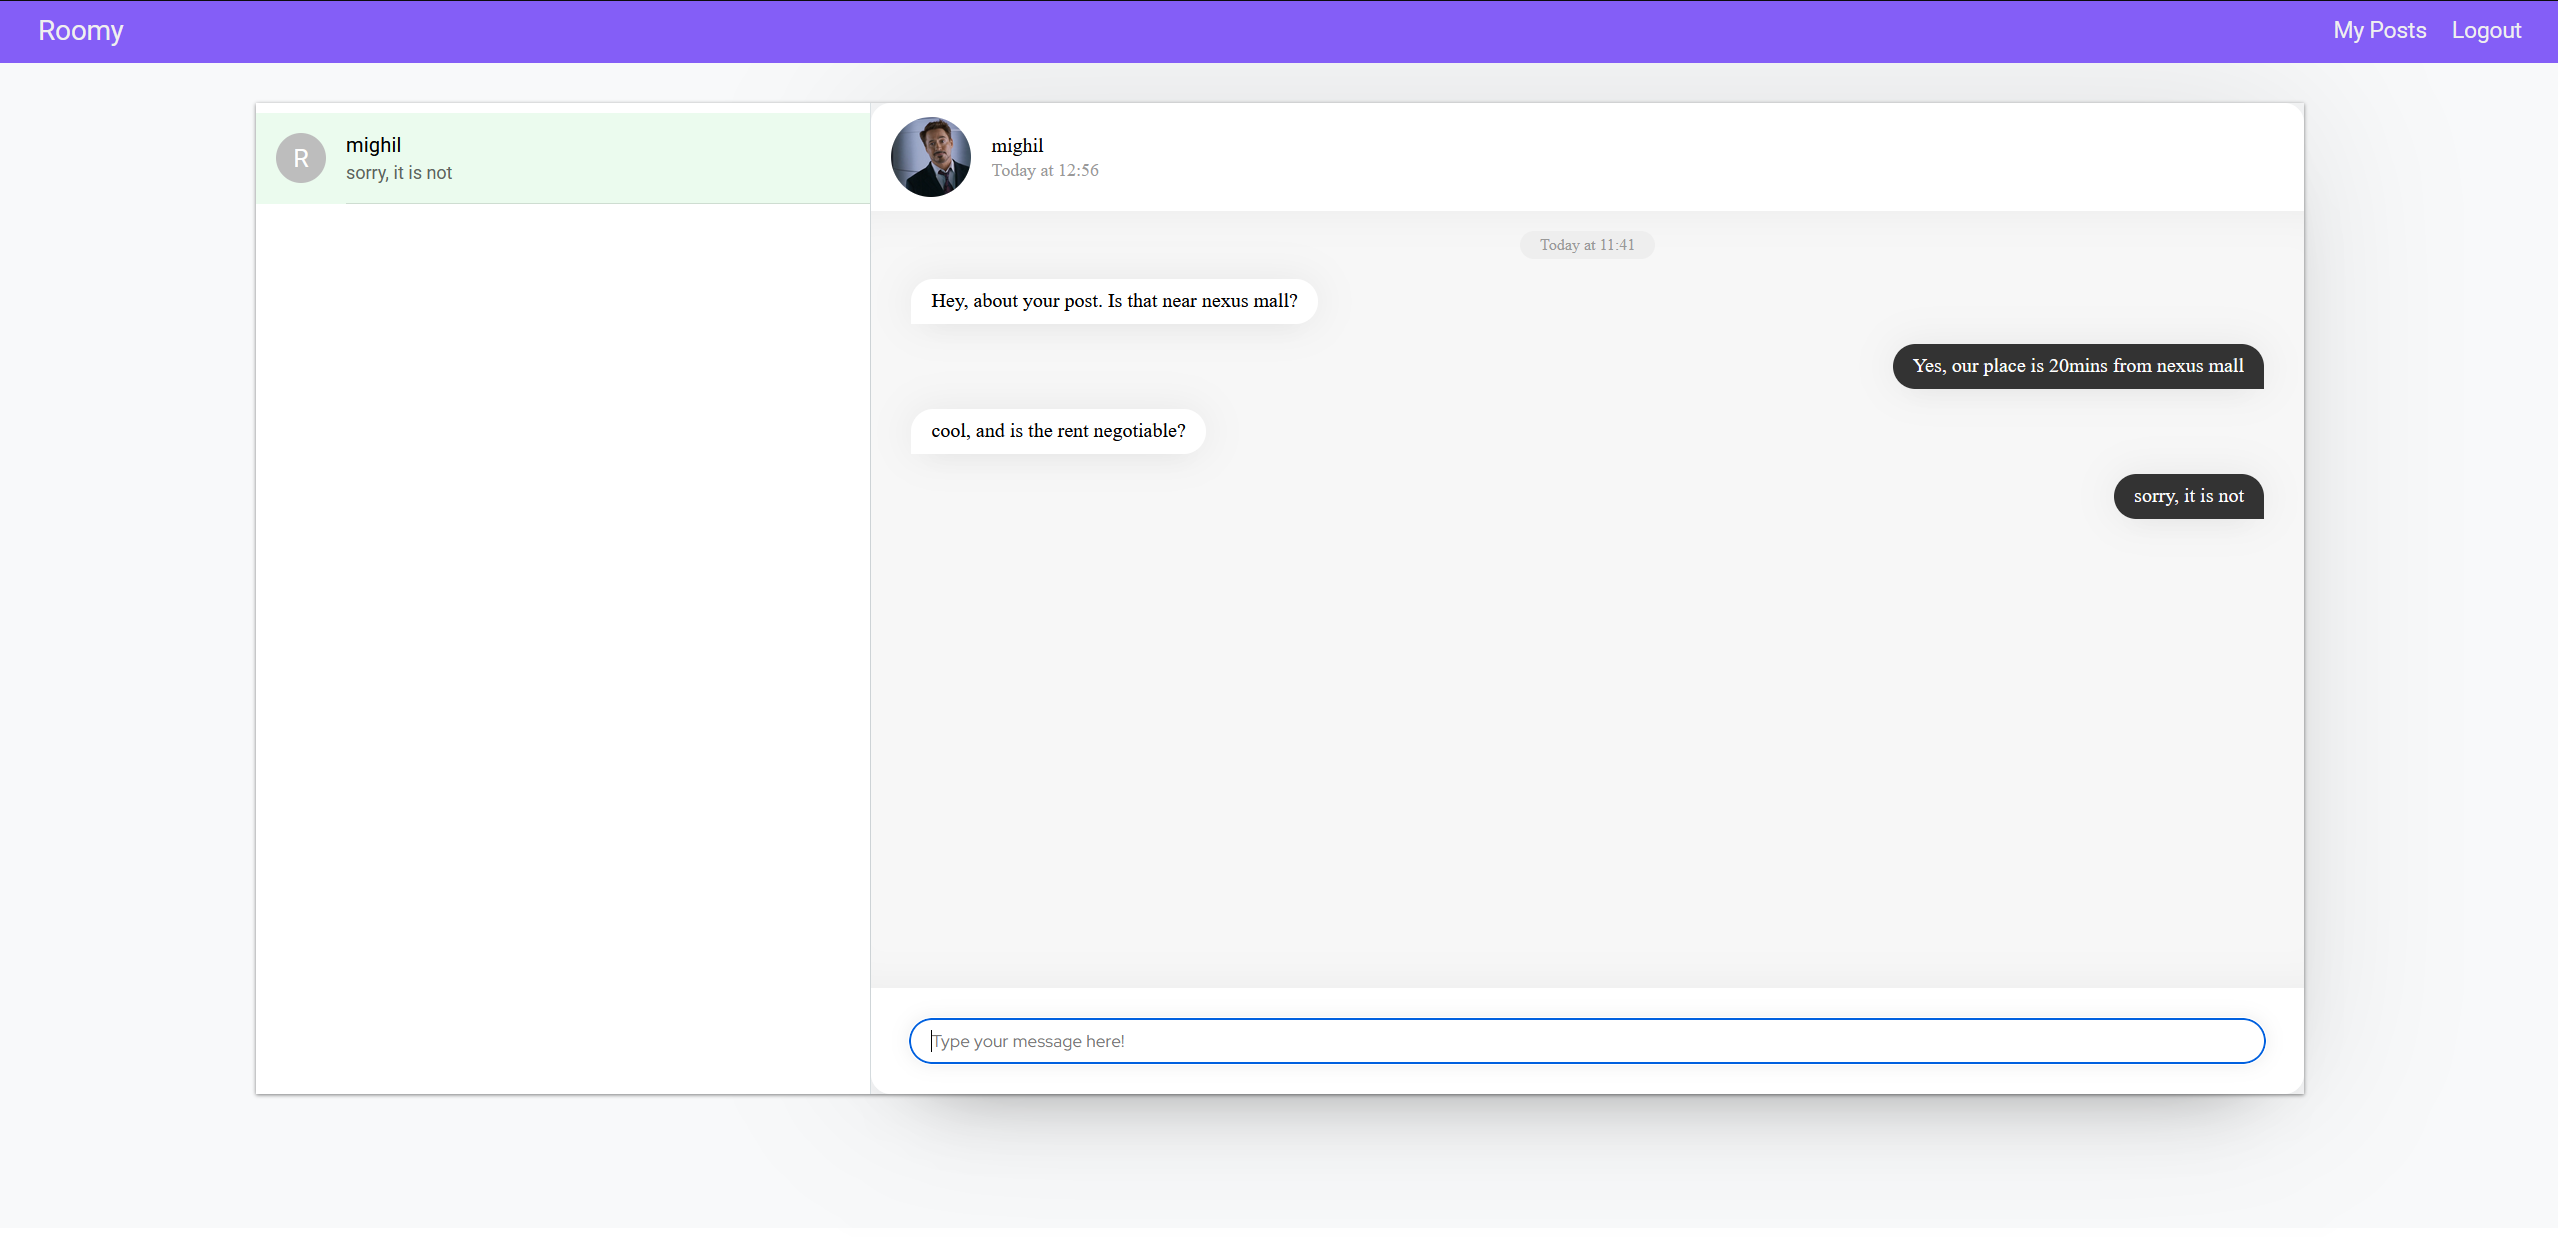 Roomy
My Posts Logout
R
mighil
sorry, it is not
mighil
Today at 12:56
Today at 11:41
Hey, about your post. Is that near nexus mall?
Yes, our place is 20mins from nexus mall
cool, and is the rent negotiable?
sorry, it is not
Type your message here!